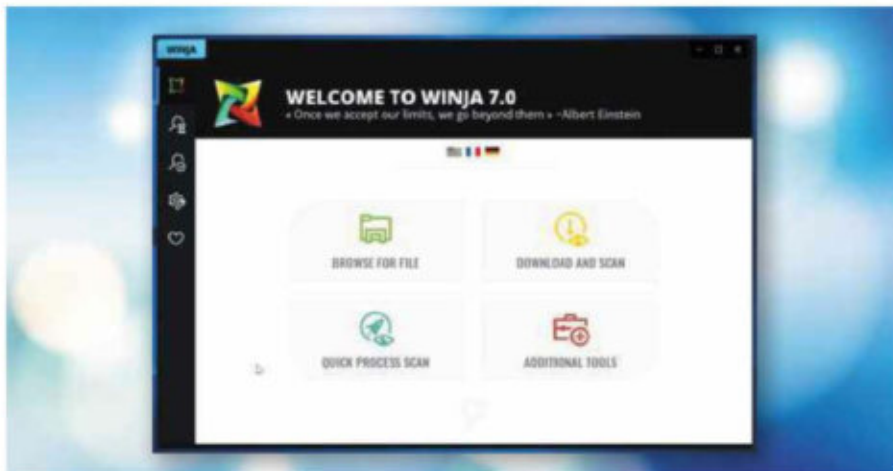 WINJA
WELCOME TO WINJA 7.0
« Once we accept our limits, we go beyond them » -Albert Einstein
BROWSE FOR FILE
DOWNLOAD AND SCAN
QUICK PROCESS SCAN
ADDITIONAL TOOLS